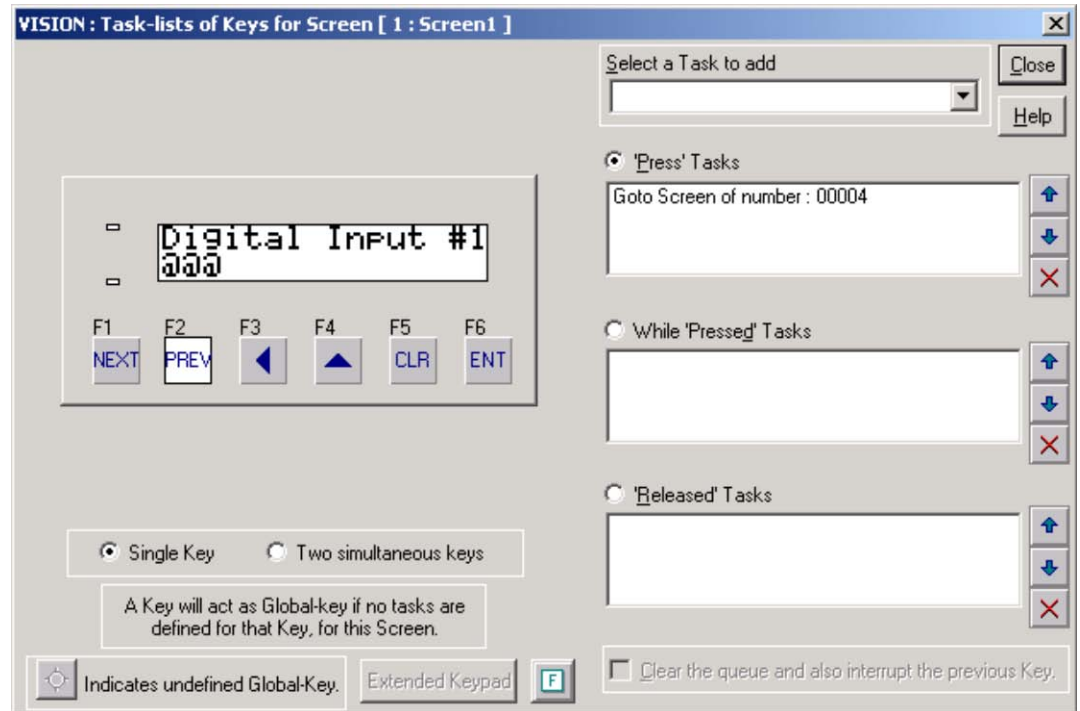 VISION : Task-lists of Keys for Screen [ 1 : Screen1 ]
Select a Task to add
Close
Help
'Press' Tasks
Goto Screen of number : 00004
Digital Input #1
@@@
F1 F2 F3 F4 F5 F6
NEXT PREV CLR ENT
While 'Pressed' Tasks
'Released' Tasks
Single Key Two simultaneous keys
A Key will act as Global-key if no tasks are
defined for that Key, for this Screen.
Indicates undefined Global-Key.
Extended Keypad
F
Clear the queue and also interrupt the previous Key.